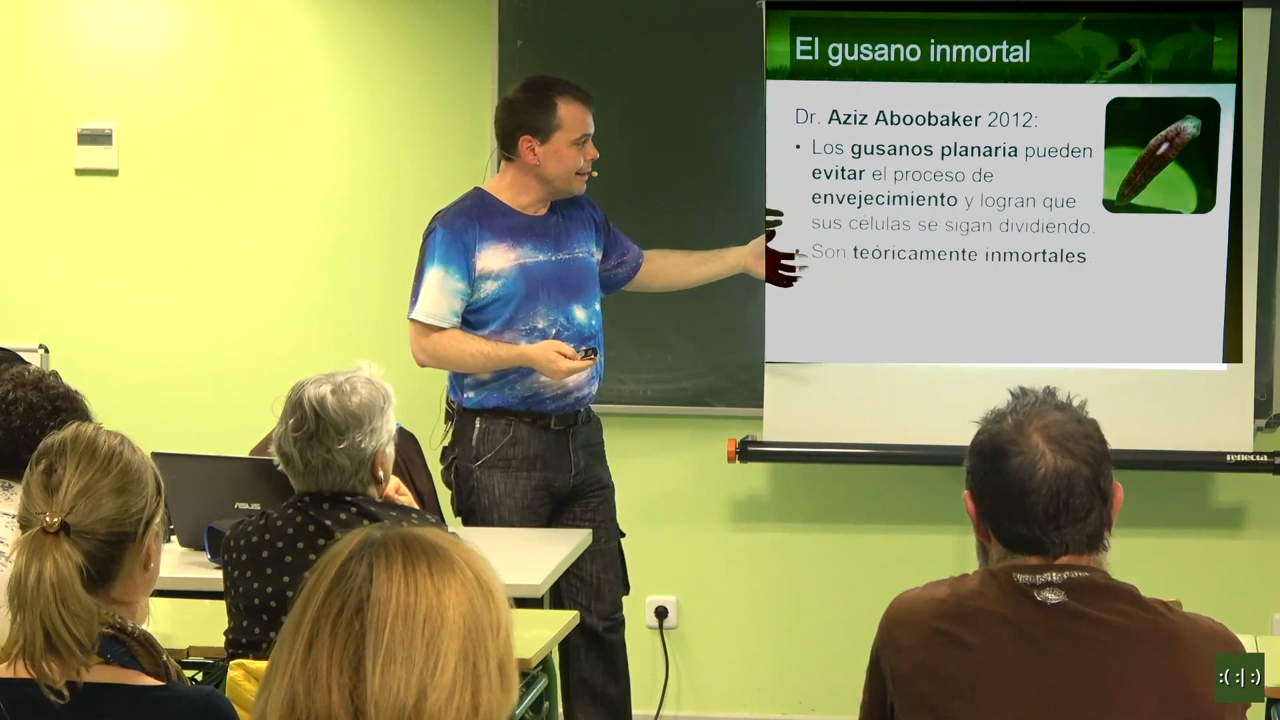 El gusano inmortal
Dr. Aziz Aboobaker 2012:
• Los gusanos planaria pueden
evitar el proceso de
envejecimiento y logran que
sus células se sigan dividiendo.
• Son teóricamente inmortales
ASUS
:( :| :)